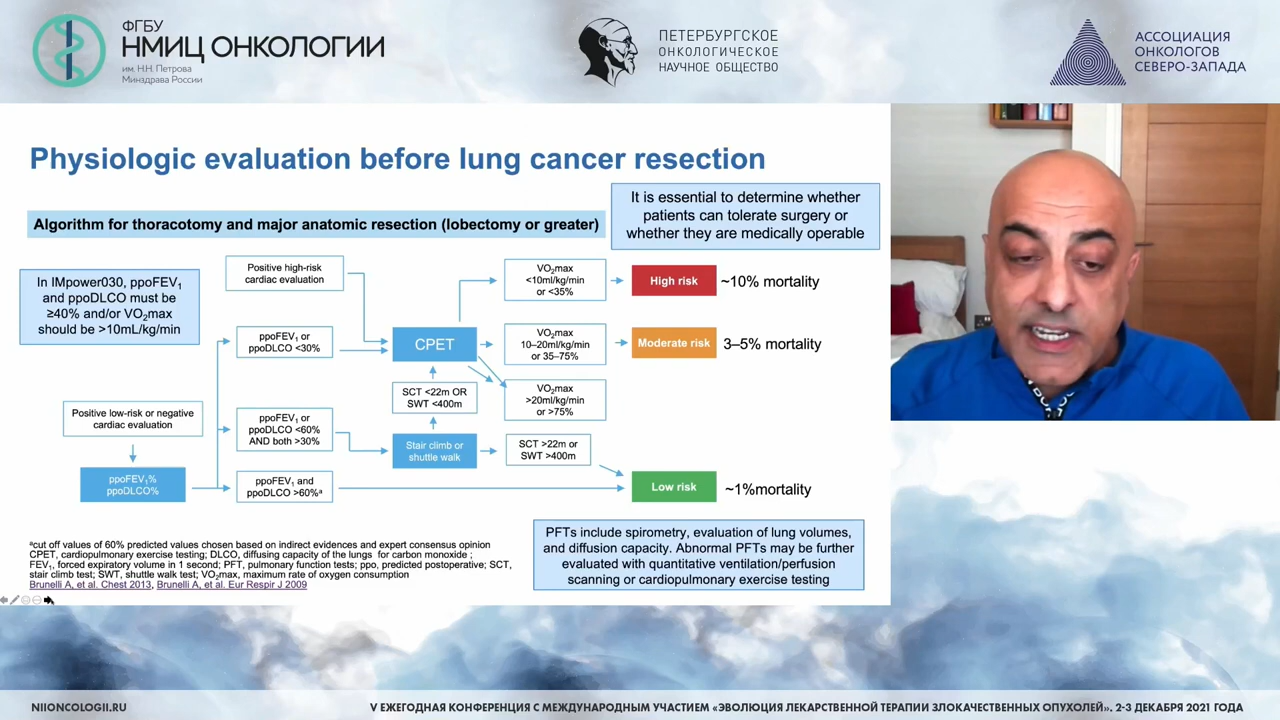 ФГБУ
НМИЦ ОНКОЛОГИИ
им. Н.Н. Петрова
Минздрава России
ПЕТЕРБУРГСКОЕ
ОНКОЛОГИЧЕСКОЕ
НАУЧНОЕ ОБЩЕСТВО
АССОЦИАЦИЯ
ОНКОЛОГОВ
СЕВЕРО-ЗАПАДА
Physiologic evaluation before lung cancer resection
Algorithm for thoracotomy and major anatomic resection (lobectomy or greater)
It is essential to determine whether
patients can tolerate surgery or
whether they are medically operable
In IMpower030, ppoFEV₁
and ppoDLCO must be
≥40% and/or VO₂max
should be >10mL/kg/min
Positive high-risk
cardiac evaluation
ppoFEV₁ or
ppoDLCO <30%
CPET
VO₂max
<10ml/kg/min
or <35%
High risk
~10% mortality
VO₂max
10–20ml/kg/min
or 35–75%
Moderate risk
3–5% mortality
SCT <22m OR
SWT <400m
VO₂max
>20ml/kg/min
or >75%
Positive low-risk or negative
cardiac evaluation
ppoFEV₁ or
ppoDLCO <60%
AND both >30%
Stair climb or
shuttle walk
SCT >22m or
SWT >400m
ppoFEV₁%
ppoDLCO%
ppoFEV₁ and
ppoDLCO >60%ᵃ
Low risk
~1%mortality
ᵃcut off values of 60% predicted values chosen based on indirect evidences and expert consensus opinion
CPET, cardiopulmonary exercise testing; DLCO, diffusing capacity of the lungs for carbon monoxide ;
FEV₁, forced expiratory volume in 1 second; PFT, pulmonary function tests; ppo, predicted postoperative; SCT,
stair climb test; SWT, shuttle walk test; VO₂max, maximum rate of oxygen consumption
Brunelli A, et al. Chest 2013, Brunelli A, et al. Eur Respir J 2009
PFTs include spirometry, evaluation of lung volumes,
and diffusion capacity. Abnormal PFTs may be further
evaluated with quantitative ventilation/perfusion
scanning or cardiopulmonary exercise testing
NIIONCOLOGII.RU
V ЕЖЕГОДНАЯ КОНФЕРЕНЦИЯ С МЕЖДУНАРОДНЫМ УЧАСТИЕМ «ЭВОЛЮЦИЯ ЛЕКАРСТВЕННОЙ ТЕРАПИИ ЗЛОКАЧЕСТВЕННЫХ ОПУХОЛЕЙ». 2-3 ДЕКАБРЯ 2021 ГОДА